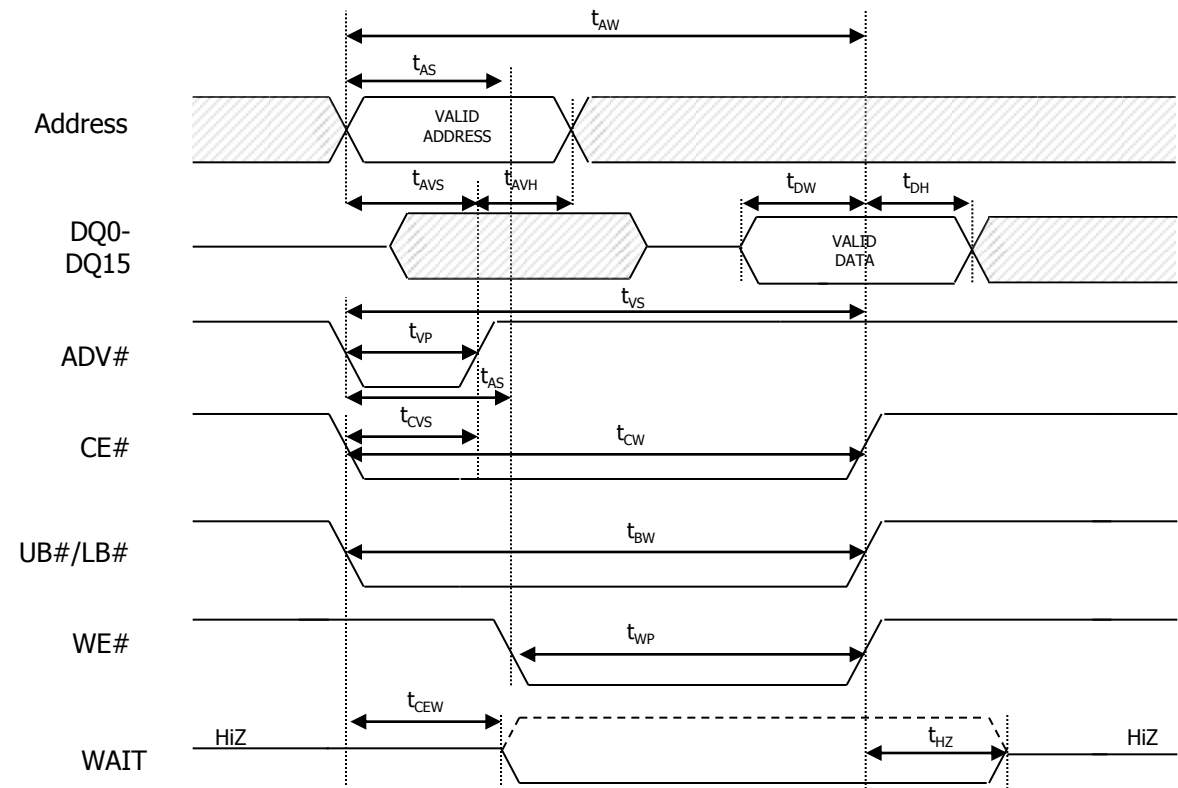 tAW
tAS
Address
VALID
ADDRESS
tAVS
tAVH
tDW
tDH
DQ0-
DQ15
VALID
DATA
tVS
ADV#
tVP
tAS
CE#
tCVS
tCW
UB#/LB#
tBW
WE#
tWP
tCEW
WAIT
HiZ
tHZ
HiZ